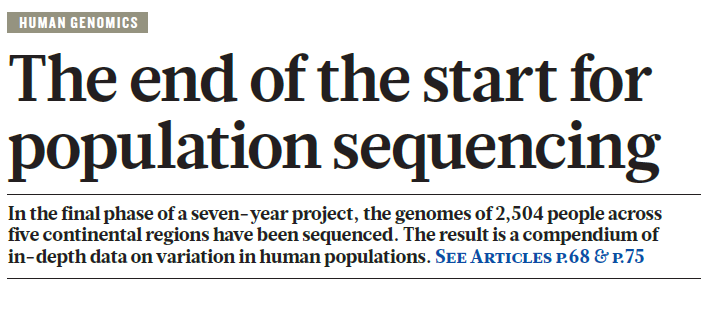 HUMAN GENOMICS
The end of the start for
population sequencing
In the final phase of a seven-year project, the genomes of 2,504 people across
five continental regions have been sequenced. The result is a compendium of
in-depth data on variation in human populations. SEE ARTICLES P.68 & P.75